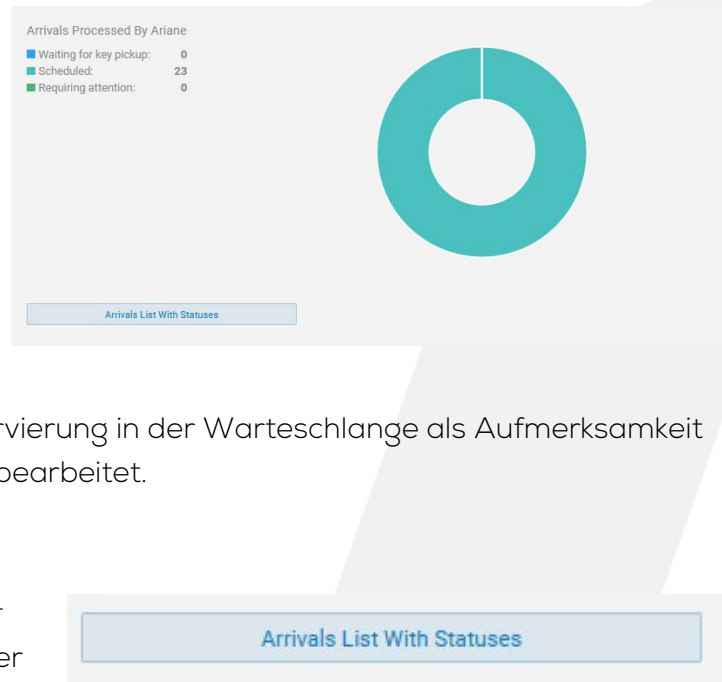 Arrivals Processed By Ariane
Waiting for key pickup: 0
Scheduled: 23
Requiring attention: 0
Arrivals List With Statuses
in der Warteschlange als Aufmerksamkeit
bearbeitet.
Arrivals List With Statuses